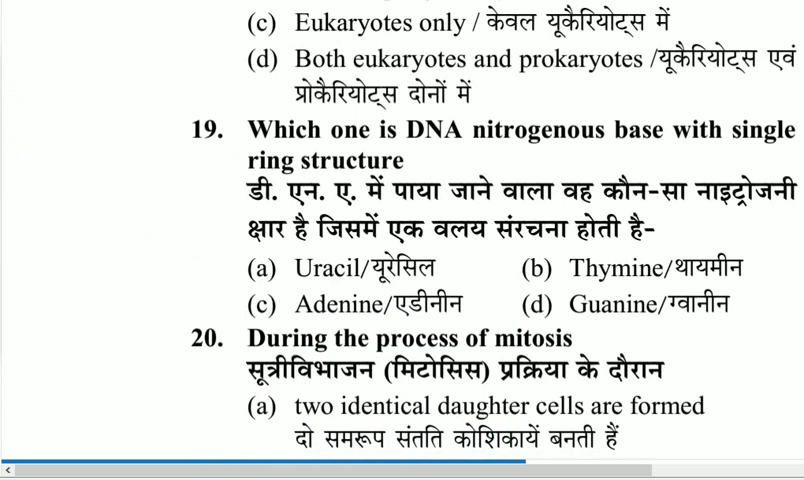 (c) Eukaryotes only / केवल यूकैरियोट्स में
(d) Both eukaryotes and prokaryotes /यूकैरियोट्स एवं
प्रोकैरियोट्स दोनों में
19. Which one is DNA nitrogenous base with single
ring structure
डी. एन. ए. में पाया जाने वाला वह कौन-सा नाइट्रोजनी
क्षार है जिसमें एक वलय संरचना होती है-
(a) Uracil/यूरेसिल (b) Thymine/थायमीन
(c) Adenine/एडीनीन (d) Guanine/ग्वानीन
20. During the process of mitosis
सूत्रीविभाजन (मिटोसिस) प्रक्रिया के दौरान
(a) two identical daughter cells are formed
दो समरूप संतति कोशिकायें बनती हैं